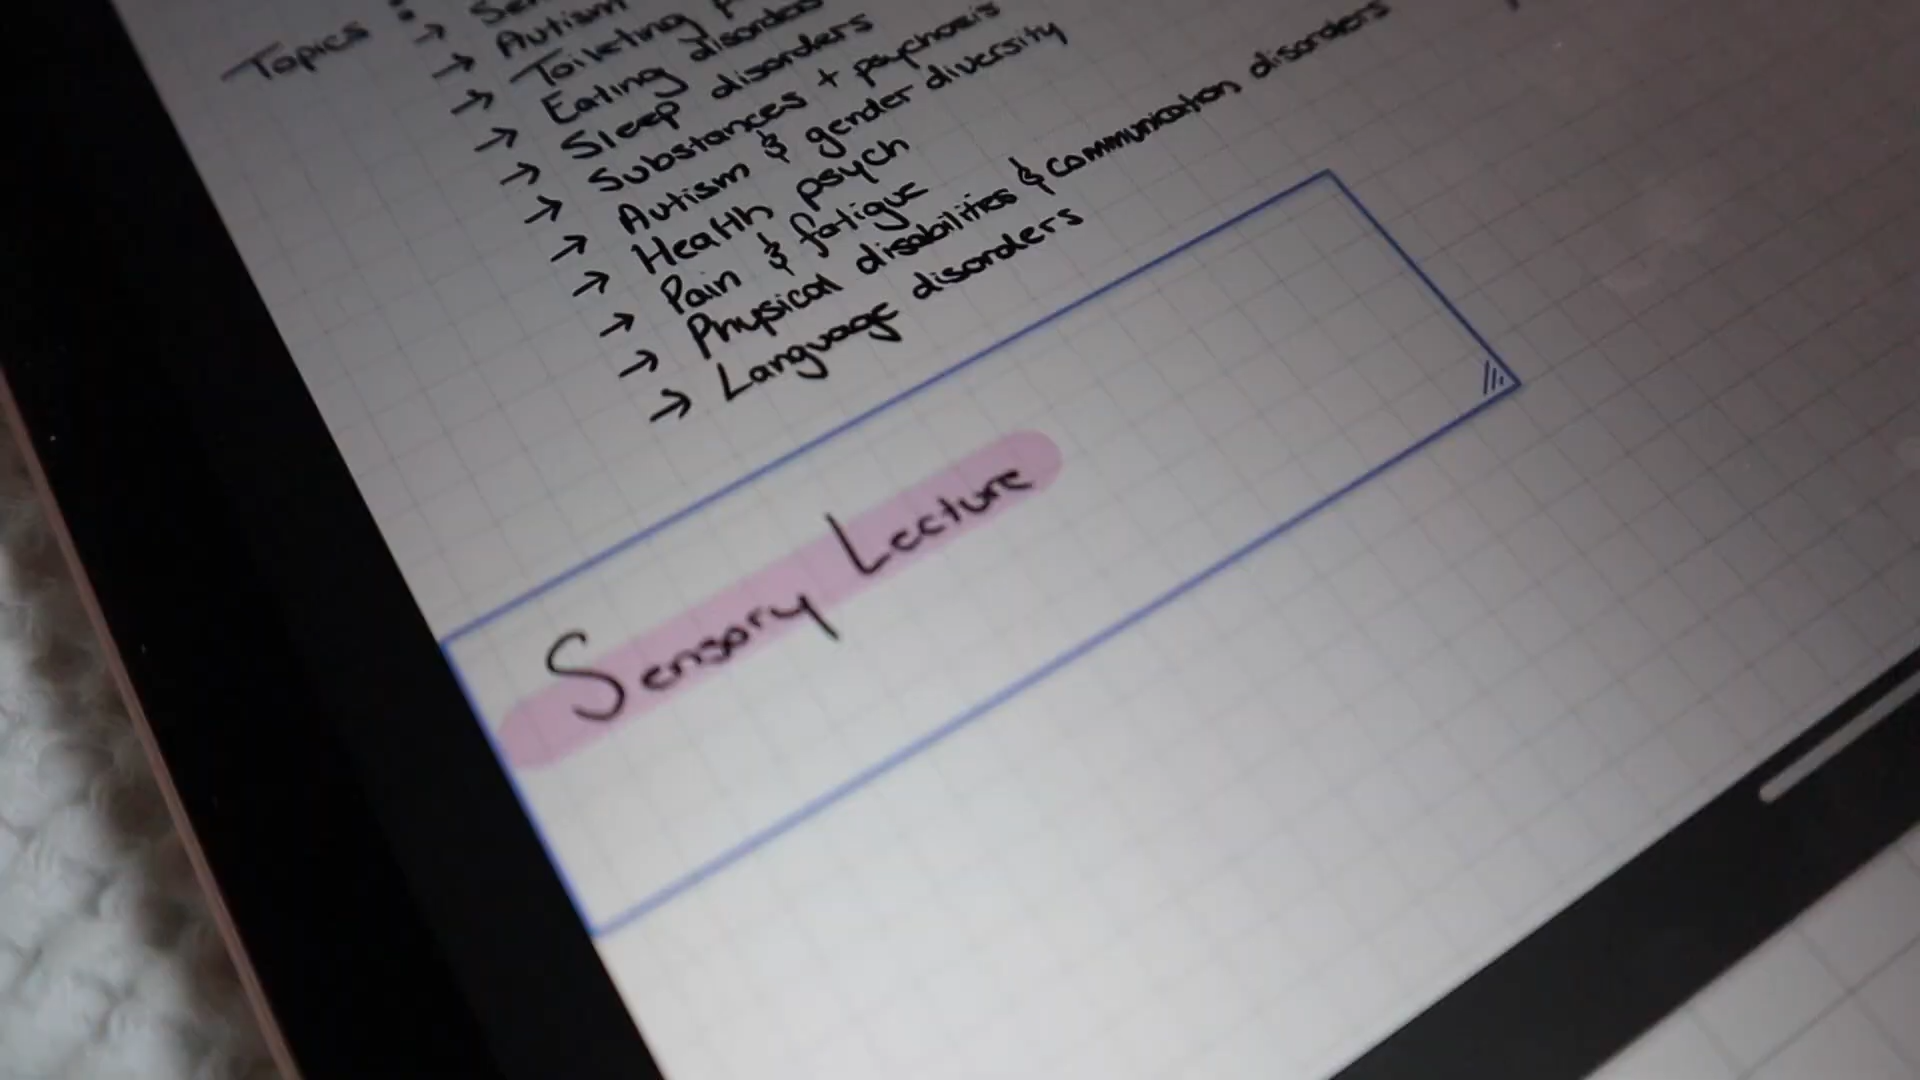 Topics : → Sen
→ Autism
→ Toileting p
→ Eating disorders
→ Sleep disorders
→ Substances + psychosis
→ Autism & gender diversity
→ Health psych
→ Pain & fatigue
→ Physical disabilities & communication disorders
→ Language disorders
Sensory Lecture